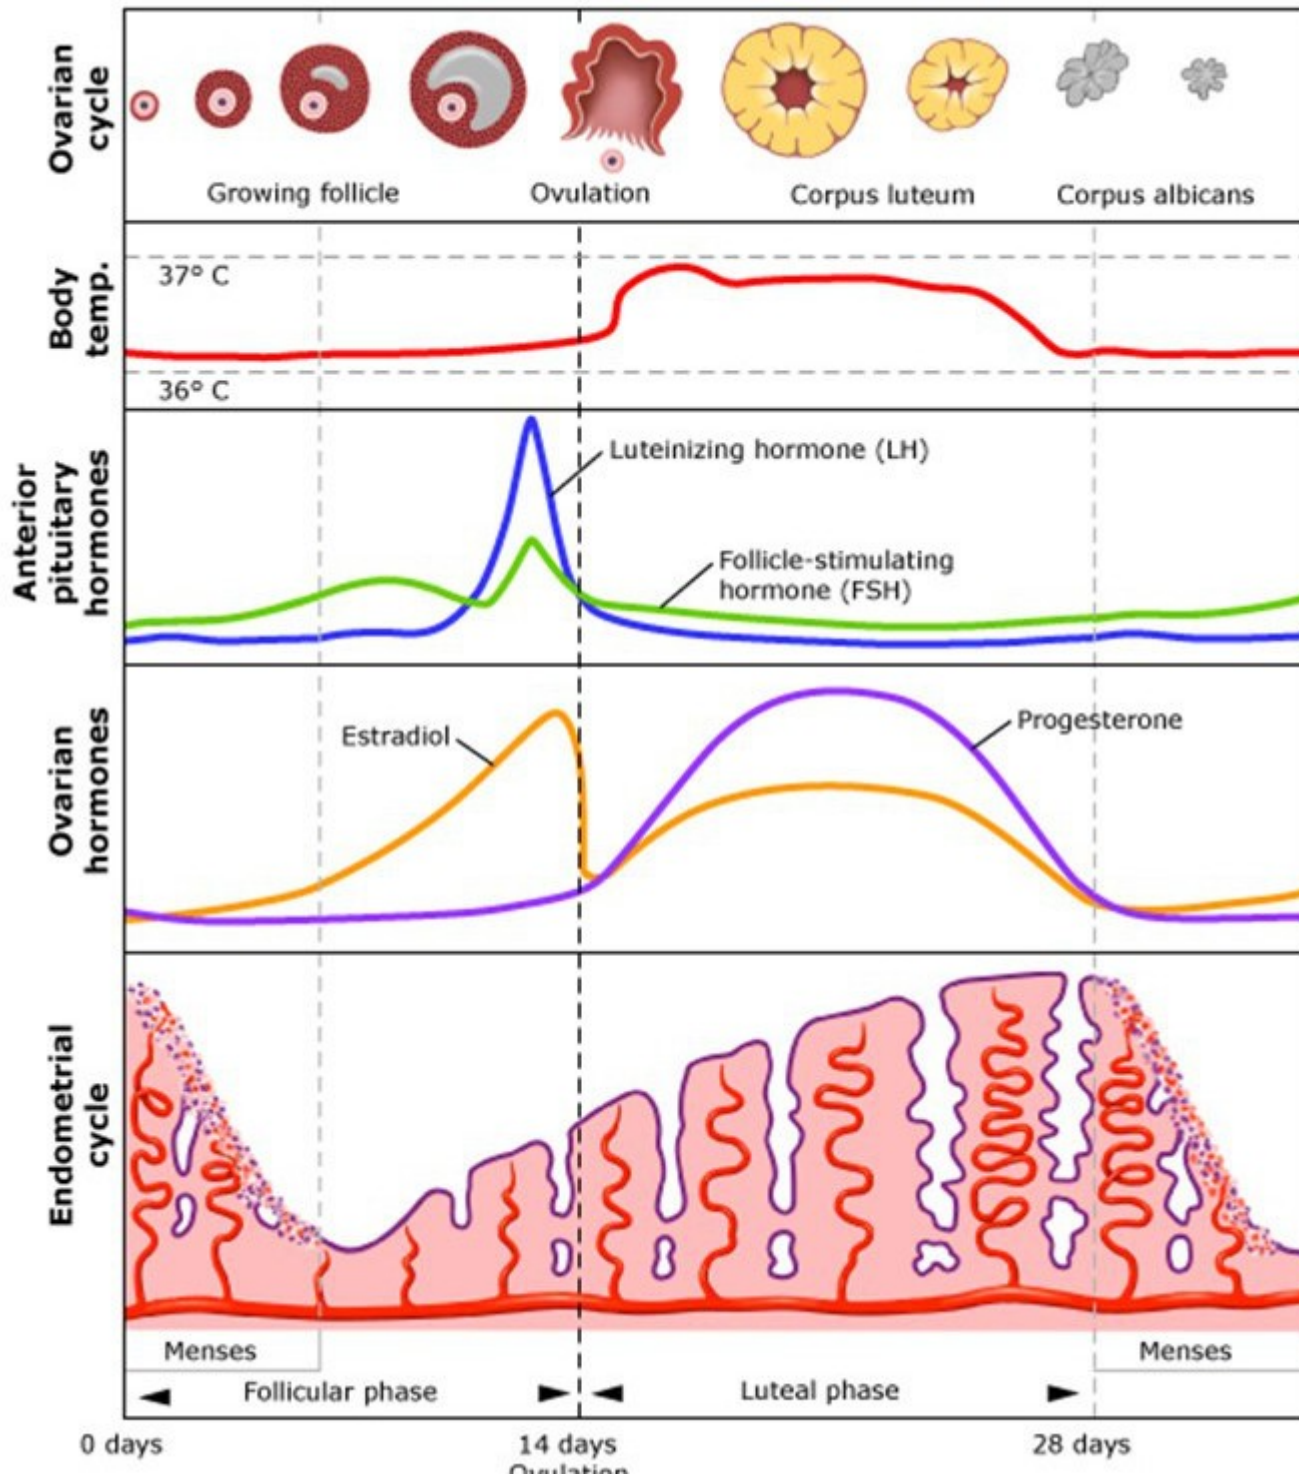 Ovarian
cycle
Growing follicle
Ovulation
Corpus luteum
Corpus albicans
Body
temp.
37° C
36° C
Anterior
pituitary
hormones
Luteinizing hormone (LH)
Follicle-stimulating
hormone (FSH)
Ovarian
hormones
Estradiol
Progesterone
Endometrial
cycle
Menses
Menses
Follicular phase
Luteal phase
0 days
14 days
28 days
Ovulation